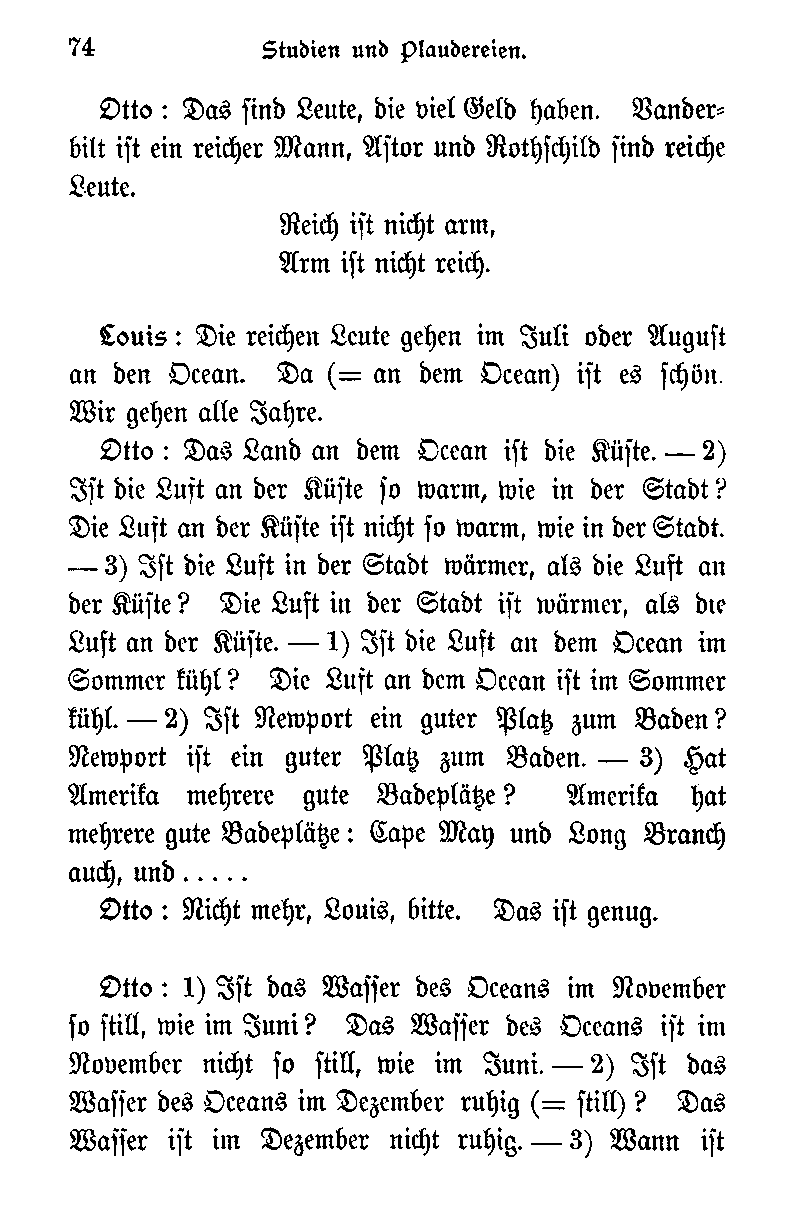 74 Studien und Plaudereien.
Otto: Das sind Leute, die viel Geld haben. Vander-
bilt ist ein reicher Mann, Astor und Rothschild sind reiche
Leute.
Reich ist nicht arm,
Arm ist nicht reich.
Louis: Die reichen Leute gehen im Juli oder August
an den Ocean. Da (= an dem Ocean) ist es schön.
Wir gehen alle Jahre.
Otto: Das Land an dem Ocean ist die Küste. — 2)
Ist die Luft an der Küste so warm, wie in der Stadt?
Die Luft an der Küste ist nicht so warm, wie in der Stadt.
— 3) Ist die Luft in der Stadt wärmer, als die Luft an
der Küste? Die Luft in der Stadt ist wärmer, als die
Luft an der Küste. — 1) Ist die Luft an dem Ocean im
Sommer kühl? Die Luft an dem Ocean ist im Sommer
kühl. — 2) Ist Newport ein guter Platz zum Baden?
Newport ist ein guter Platz zum Baden. — 3) Hat
Amerika mehrere gute Badeplätze? Amerika hat
mehrere gute Badeplätze: Cape May und Long Branch
auch, und .....
Otto: Nicht mehr, Louis, bitte. Das ist genug.
Otto: 1) Ist das Wasser des Oceans im November
so still, wie im Juni? Das Wasser des Oceans ist im
November nicht so still, wie im Juni. — 2) Ist das
Wasser des Oceans im Dezember ruhig (= still)? Das
Wasser ist im Dezember nicht ruhig. — 3) Wann ist